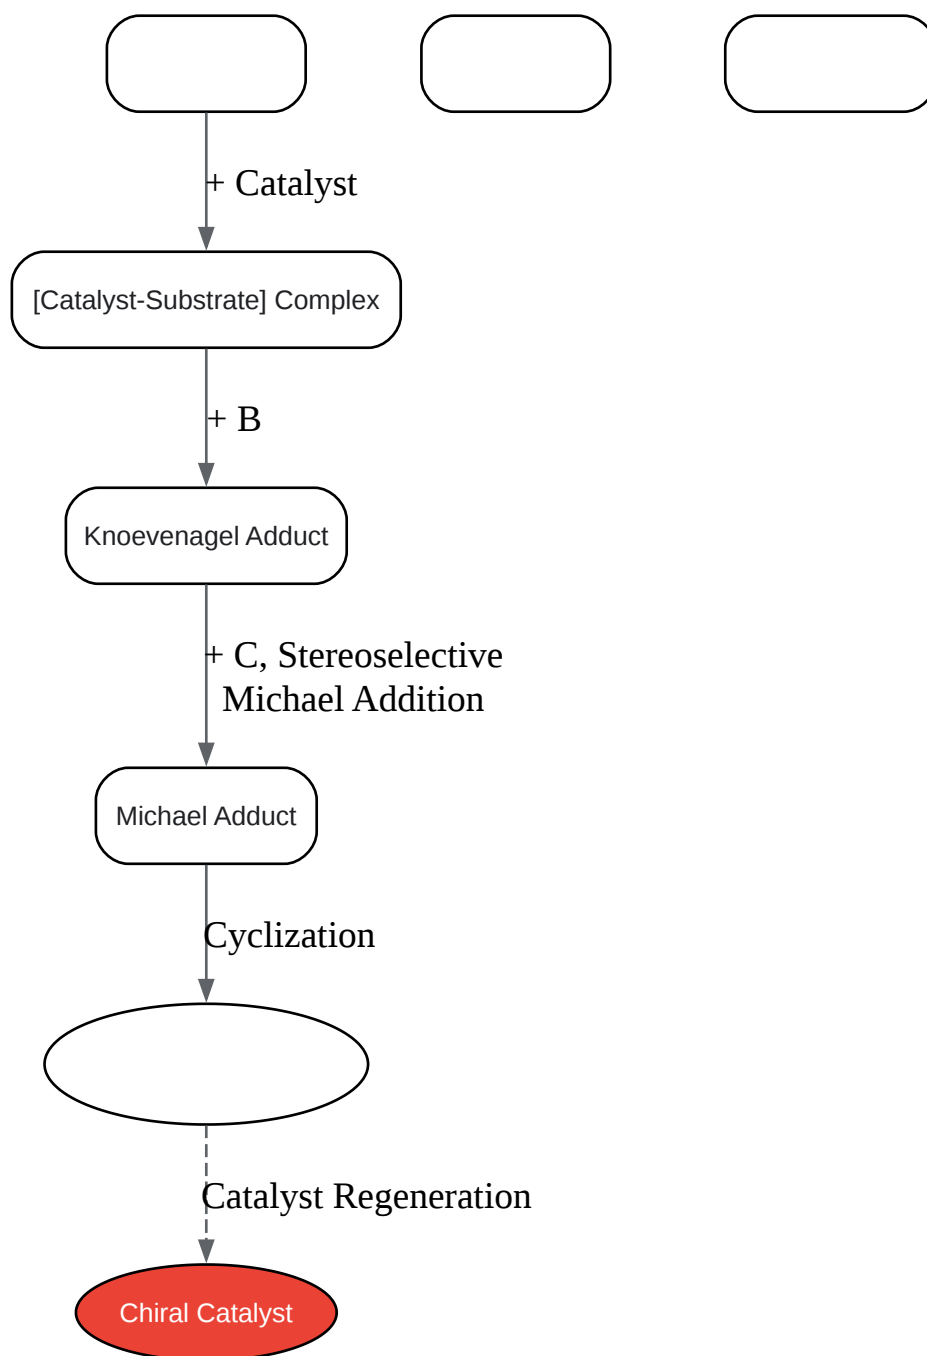 + Catalyst
[Catalyst-Substrate] Complex
+ B
Knoevenagel Adduct
+ C, Stereoselective
Michael Addition
Michael Adduct
Cyclization
Catalyst Regeneration
Chiral Catalyst